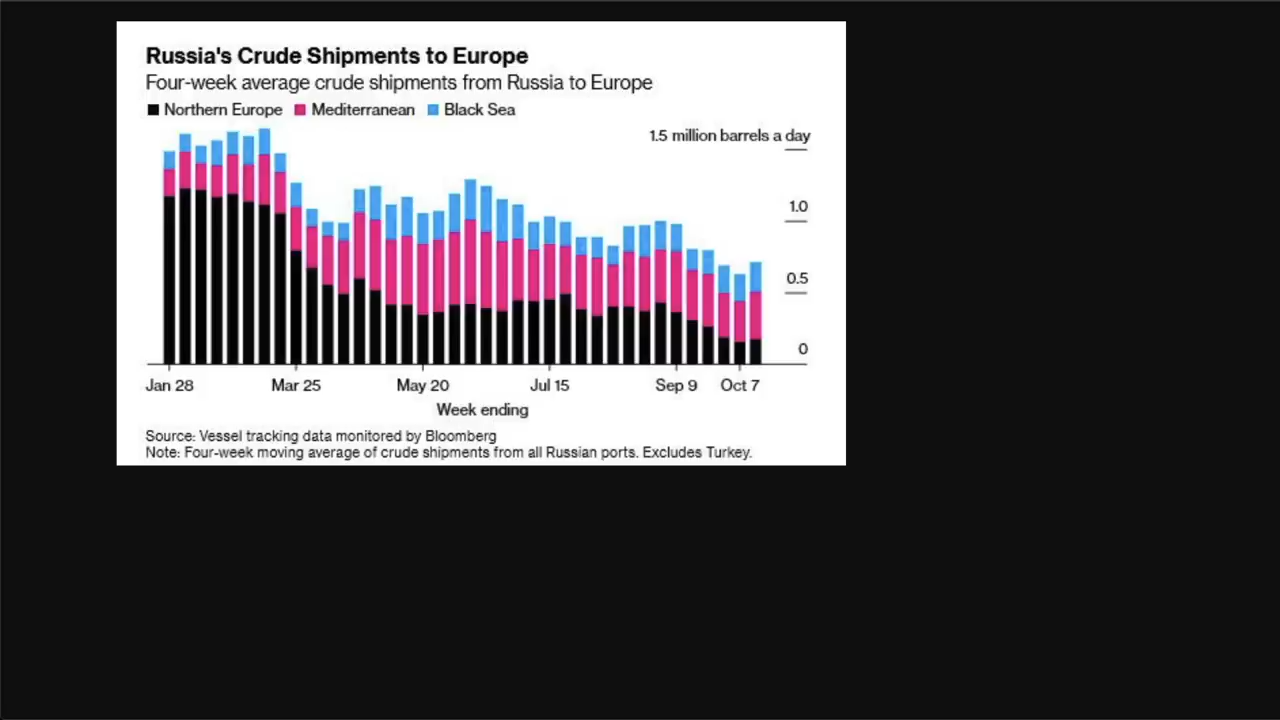 Russia's Crude Shipments to Europe
Four-week average crude shipments from Russia to Europe
Northern Europe Mediterranean Black Sea
1.5 million barrels a day
1.0
0.5
0
Jan 28 Mar 25 May 20 Jul 15 Sep 9 Oct 7
Week ending
Source: Vessel tracking data monitored by Bloomberg
Note: Four-week moving average of crude shipments from all Russian ports. Excludes Turkey.